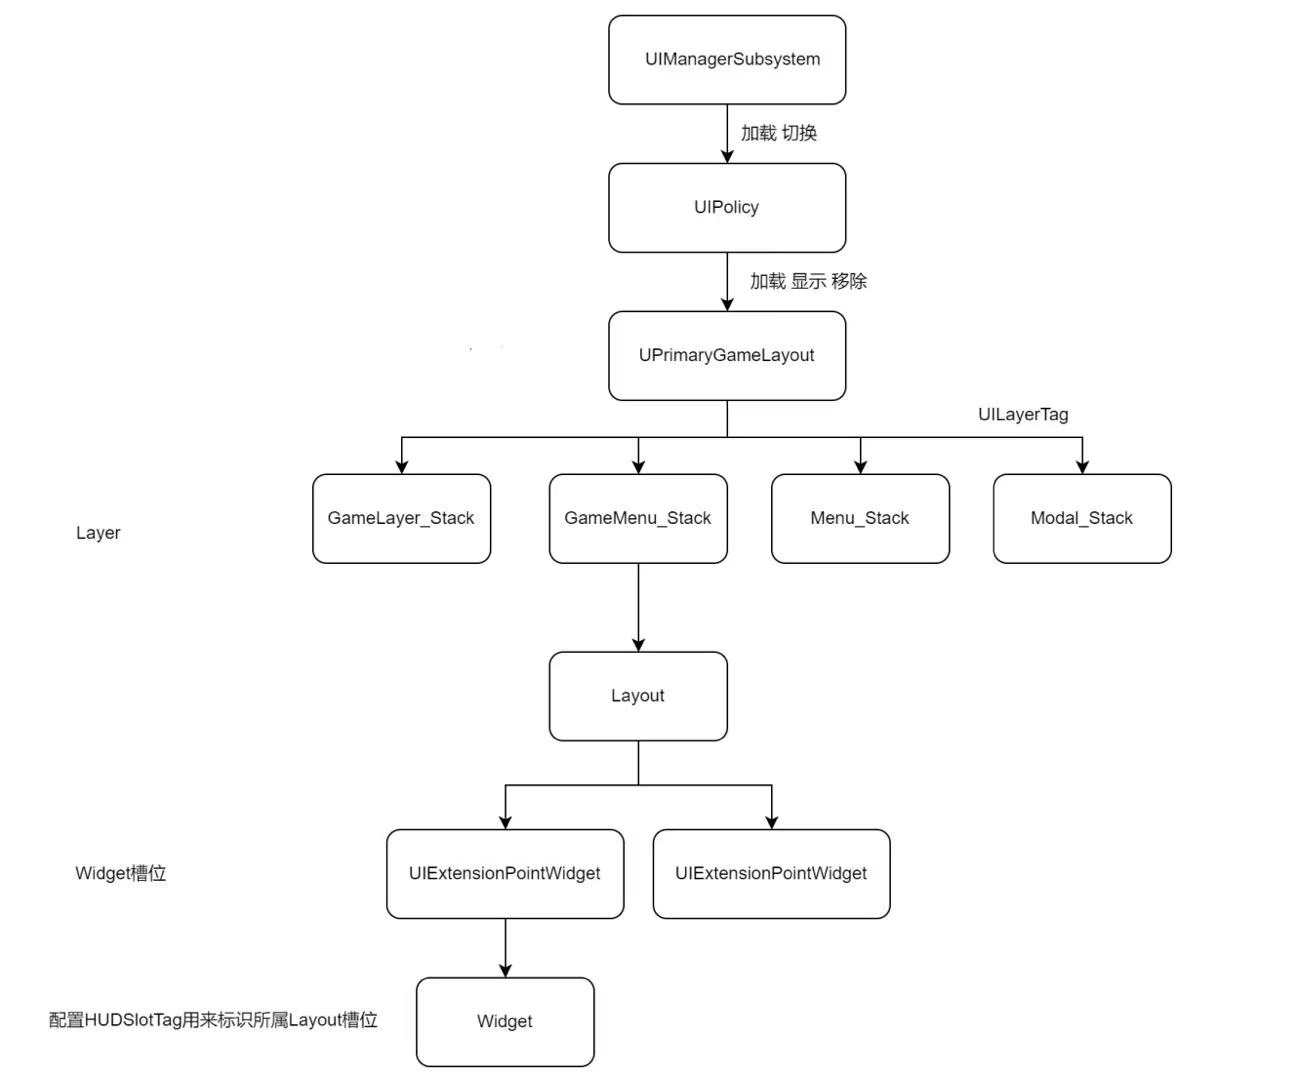 UIManagerSubsystem
加载 切换
UIPolicy
加载 显示 移除
UPrimaryGameLayout
UILayerTag
GameLayer_Stack
GameMenu_Stack
Menu_Stack
Modal_Stack
Layer
Layout
Widget槽位
UIExtensionPointWidget
UIExtensionPointWidget
配置HUDSlotTag用来标识所属Layout槽位
Widget